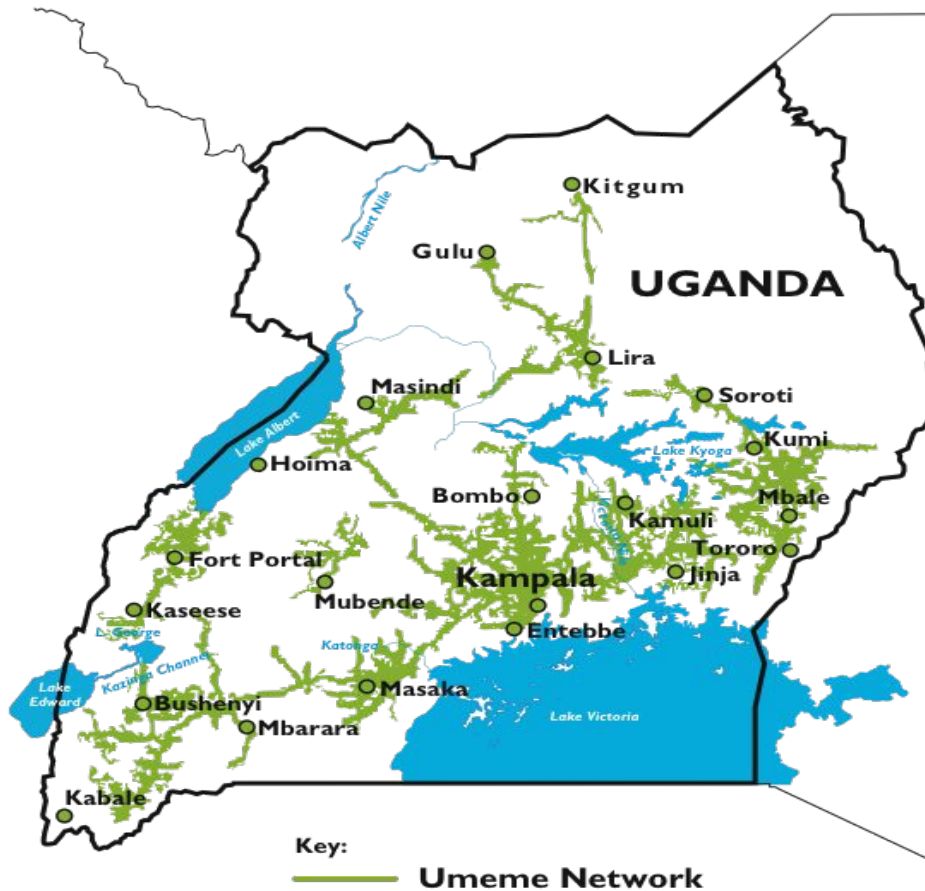 Kitgum
Albert Nile
Gulu
UGANDA
Lira
Masindi
Soroti
Lake Albert
Kumi
Lake Kyoga
Hoima
Bombo
Mbale
Kamuli
Tororo
Fort Portal
Kampala
Jinja
Mubende
Kaseese
Entebbe
L. George
Katonga
Kazinga Channel
Lake
Edward
Masaka
Bushenyi
Lake Victoria
Mbarara
Kabale
Key:
Umeme Network